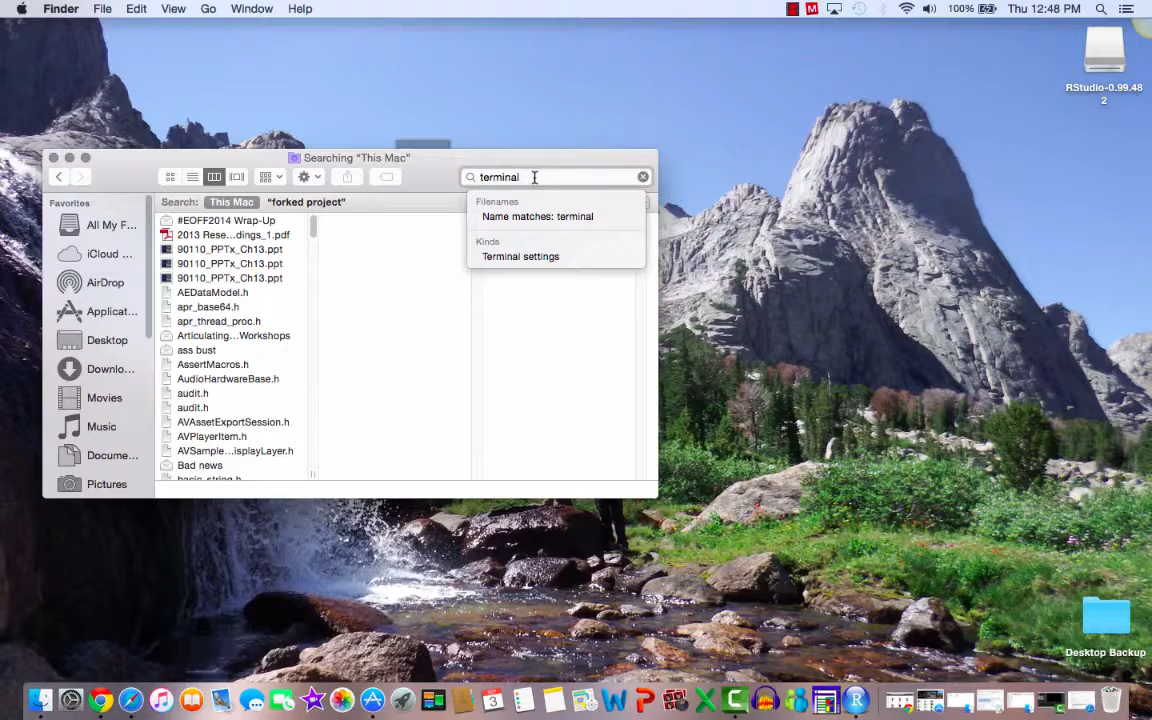 Finder File Edit View Go Window Help 100% Thu 12:48 PM
RStudio-0.99.48
2
Searching "This Mac"
terminal
Search: This Mac "forked project"
Filenames
Name matches: terminal
Kinds
Terminal settings
Favorites
All My F...
iCloud ...
AirDrop
Applicat...
Desktop
Downlo...
Movies
Music
Docume...
Pictures
#EOFF2014 Wrap-Up
2013 Rese...dings_1.pdf
90110_PPTx_Ch13.ppt
90110_PPTx_Ch13.ppt
90110_PPTx_Ch13.ppt
AEDataModel.h
apr_base64.h
apr_thread_proc.h
Articulating...Workshops
ass bust
AssertMacros.h
AudioHardwareBase.h
audit.h
audit.h
AVAssetExportSession.h
AVPlayerItem.h
AVSample...isplayLayer.h
Bad news
basic_string.h
Desktop Backup